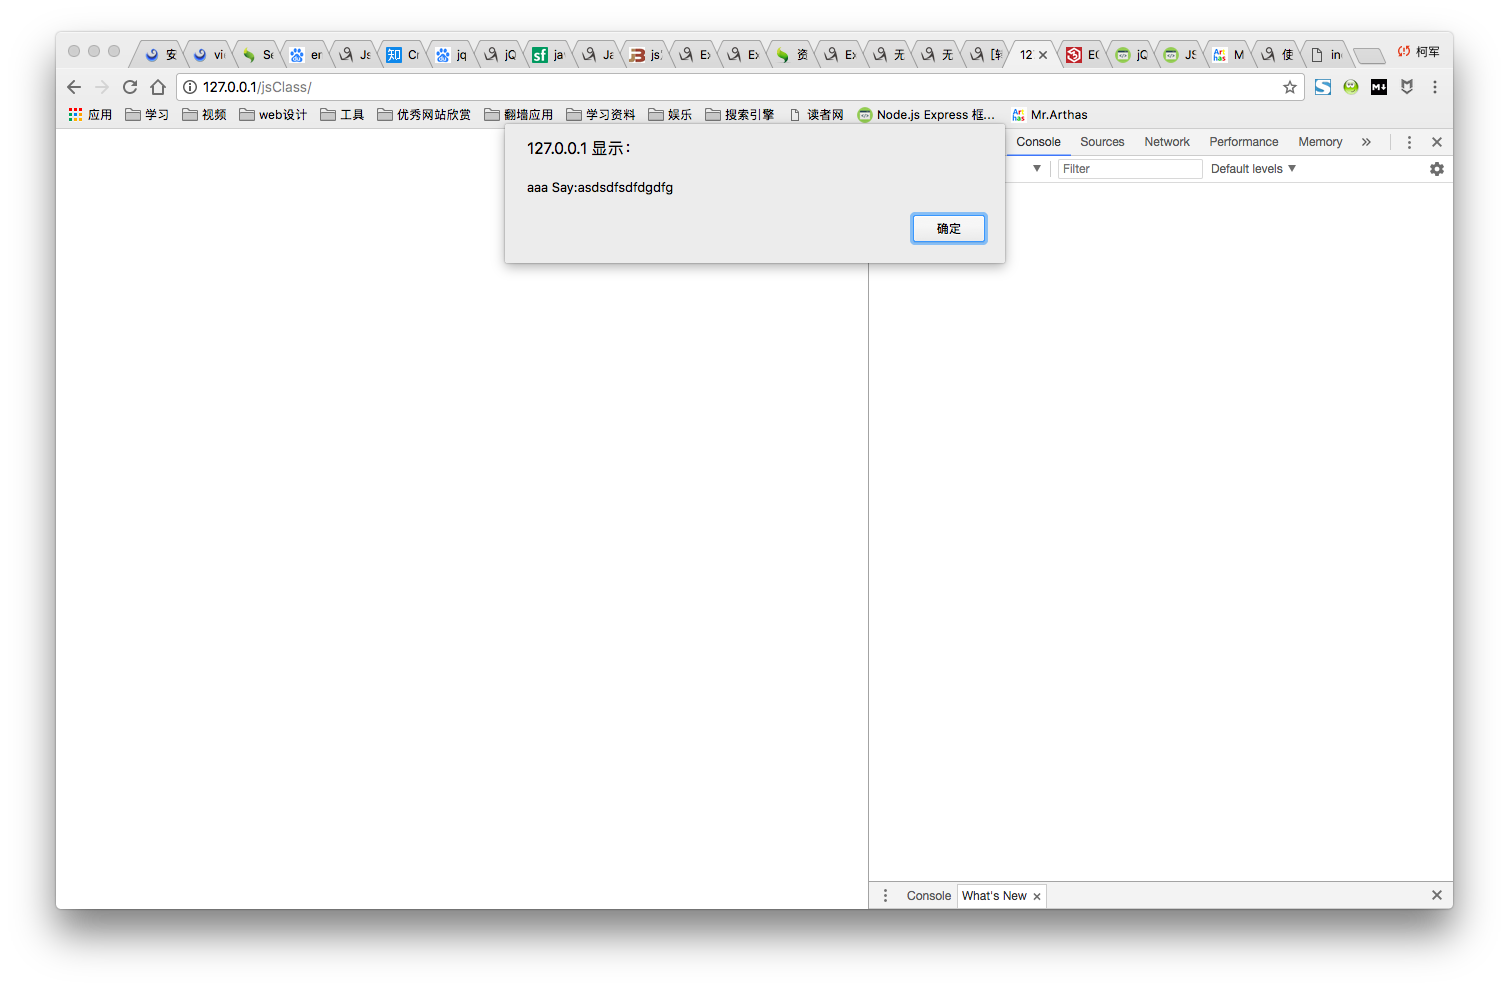 安 vi Se er Js 知 Cr jq jQ sf ja Ja js Ex Ex 资 Ex 无 无 [转 12 EC jQ JS M 使 in 柯军
127.0.0.1/jsClass/
应用 学习 视频 web设计 工具 优秀网站欣赏 翻墙应用 学习资料 娱乐 搜索引擎 读者网 Node.js Express 框... Mr.Arthas
127.0.0.1 显示：
aaa Say:asdsdfsdfdgdfg
确定
Console Sources Network Performance Memory
Filter Default levels
Console What's New